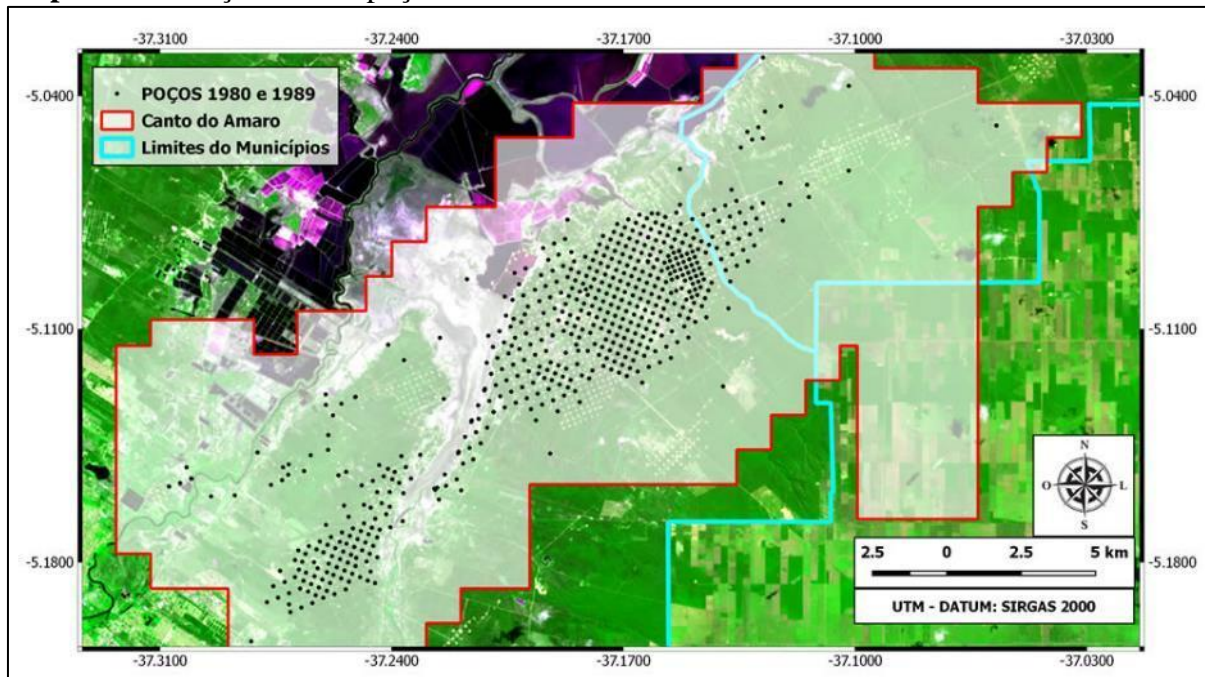 -37.3100 -37.2400 -37.1700 -37.1000 -37.0300
-5.0400 -5.0400
POÇOS 1980 e 1989
Canto do Amaro
Limites do Municípios
-5.1100 -5.1100
N
O L
S
2.5 0 2.5 5 km
-5.1800 -5.1800
UTM - DATUM: SIRGAS 2000
-37.3100 -37.2400 -37.1700 -37.1000 -37.0300